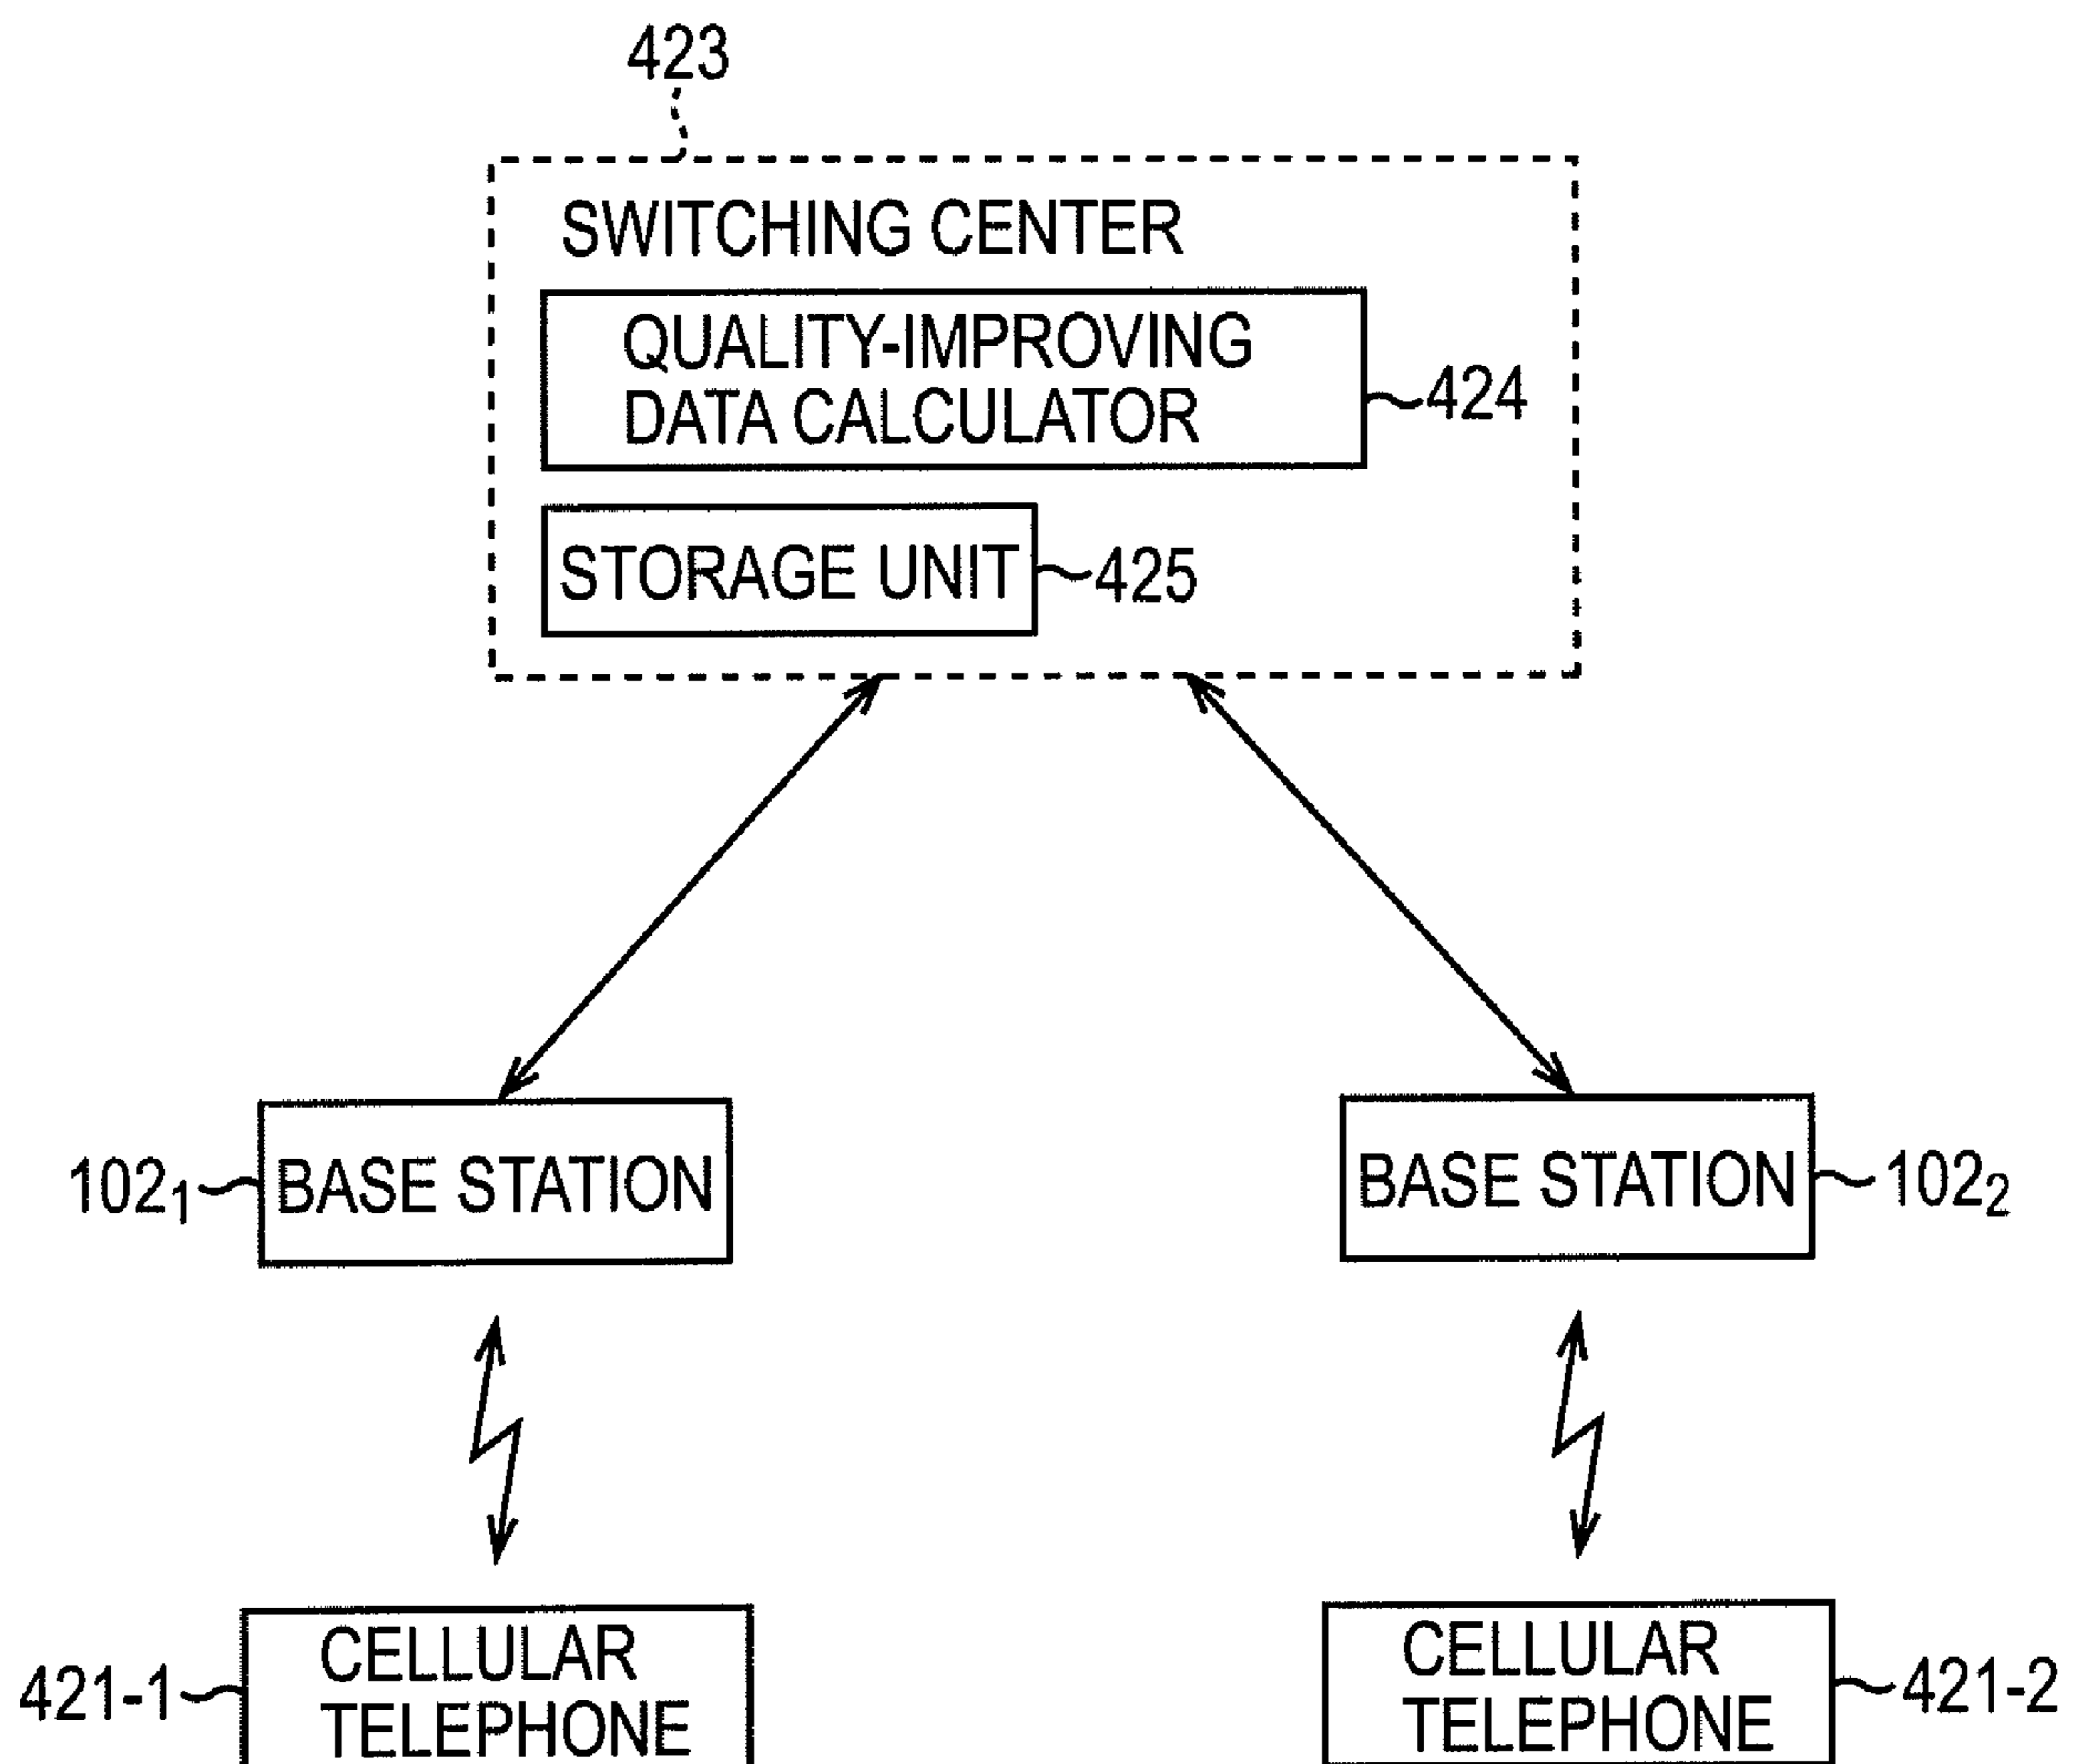 423
SWITCHING CENTER
QUALITY-IMPROVING
DATA CALCULATOR
424
STORAGE UNIT
425
102₁
BASE STATION
BASE STATION
102₂
421-1
CELLULAR
TELEPHONE
CELLULAR
TELEPHONE
421-2